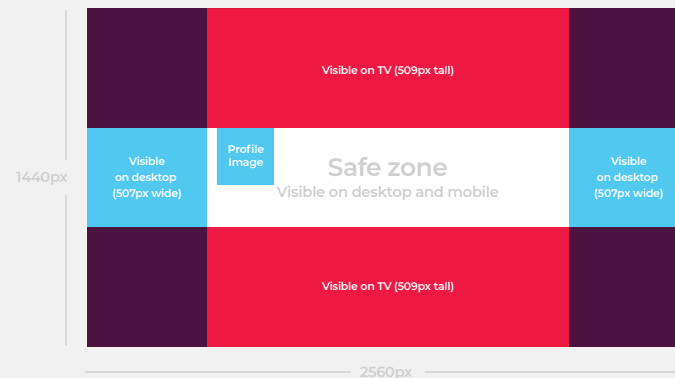 Visible on TV (509px tall)
Visible
on desktop
(507px wide)
Profile
Image
Safe zone
Visible on desktop and mobile
Visible
on desktop
(507px wide)
1440px
Visible on TV (509px tall)
2560px